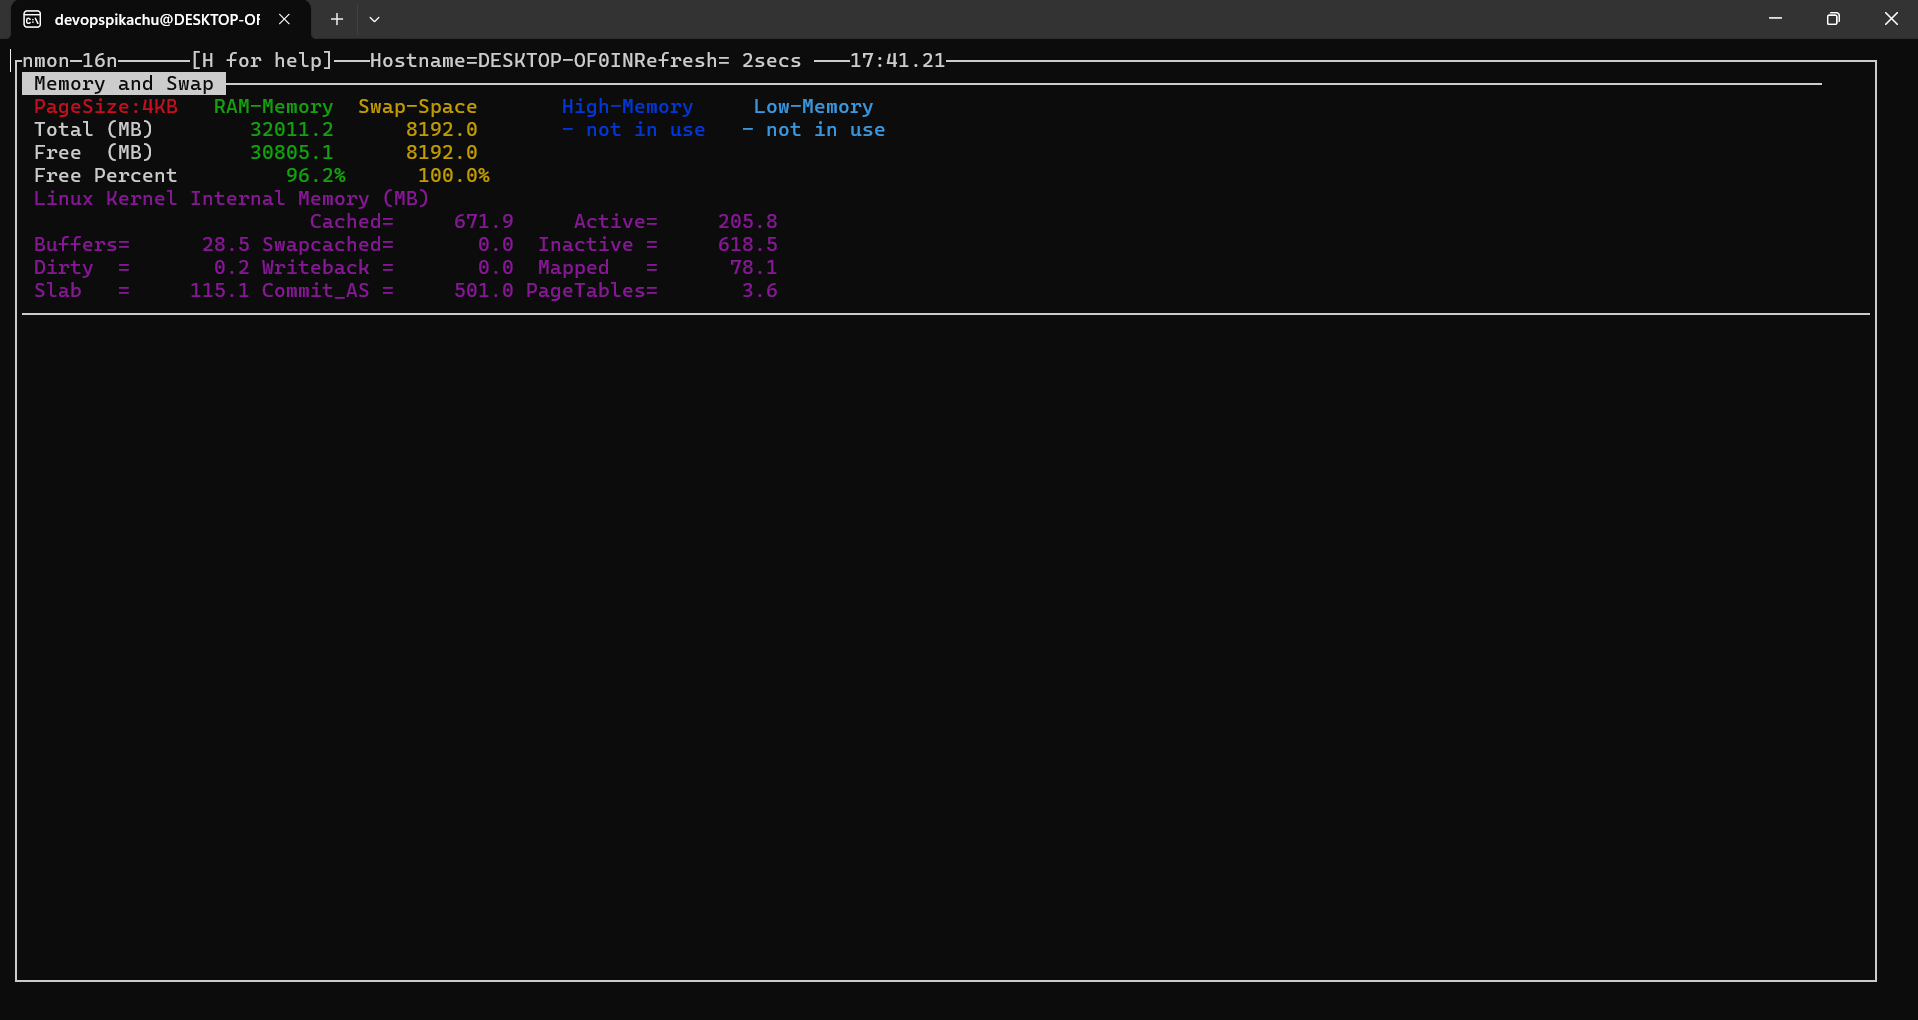 devopspikachu@DESKTOP-OF
nmon-16n [H for help] Hostname=DESKTOP-OF0INRefresh= 2secs 17:41.21
Memory and Swap
PageSize:4KB RAM-Memory Swap-Space High-Memory Low-Memory
Total (MB) 32011.2 8192.0 - not in use - not in use
Free (MB) 30805.1 8192.0
Free Percent 96.2% 100.0%
Linux Kernel Internal Memory (MB)
Cached= 671.9 Active= 205.8
Buffers= 28.5 Swapcached= 0.0 Inactive = 618.5
Dirty = 0.2 Writeback = 0.0 Mapped = 78.1
Slab = 115.1 Commit_AS = 501.0 PageTables= 3.6